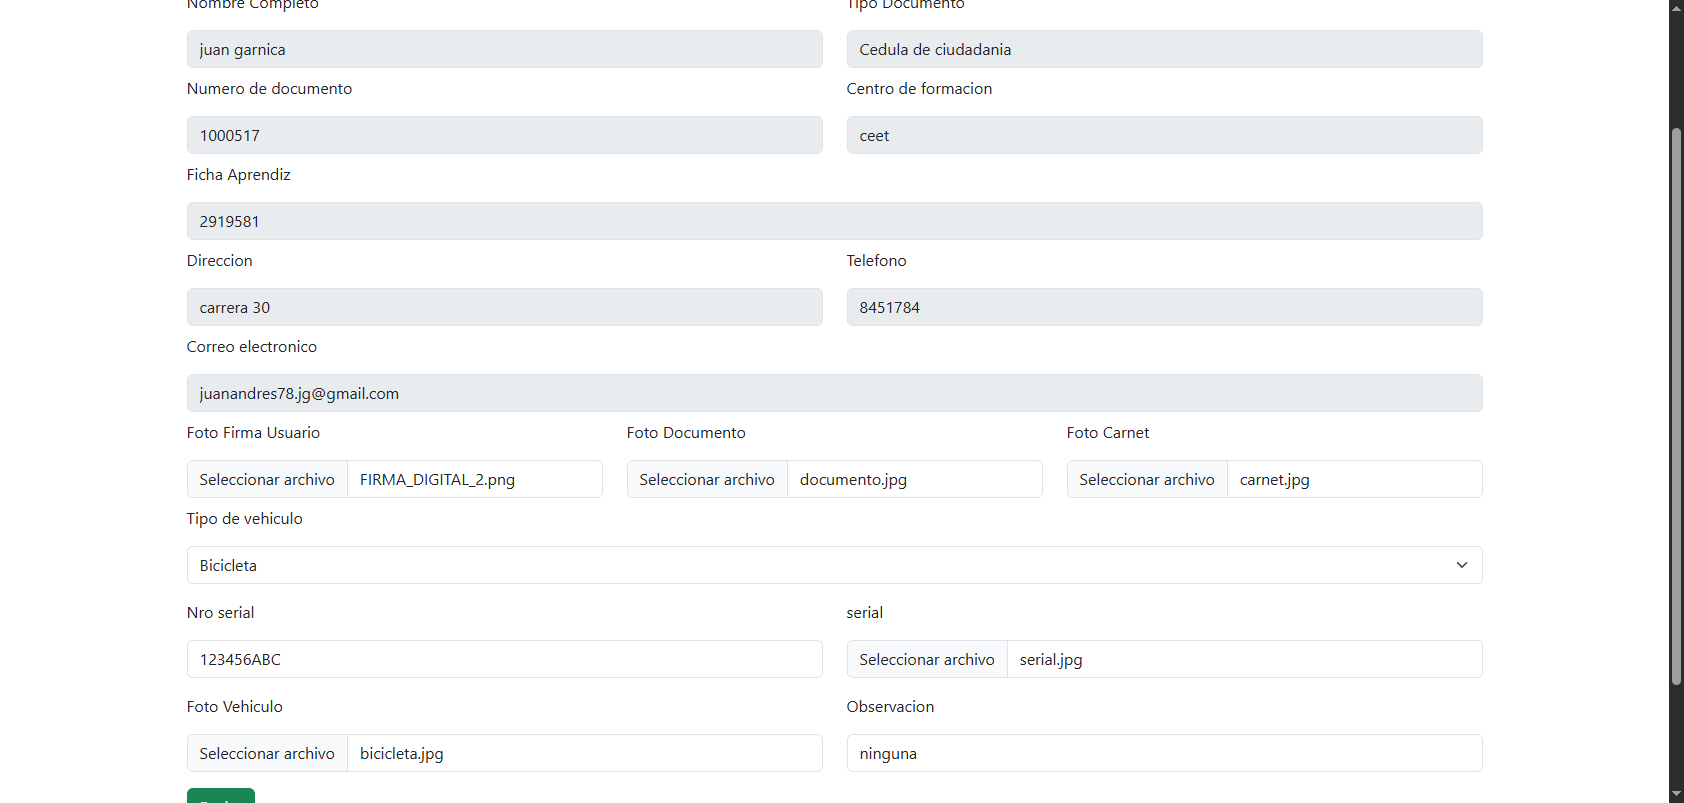 Nombre Completo Tipo Documento
juan garnica Cedula de ciudadania
Numero de documento Centro de formacion
1000517 ceet
Ficha Aprendiz
2919581
Direccion Telefono
carrera 30 8451784
Correo electronico
juanandres78.jg@gmail.com
Foto Firma Usuario Foto Documento Foto Carnet
Seleccionar archivo FIRMA_DIGITAL_2.png Seleccionar archivo documento.jpg Seleccionar archivo carnet.jpg
Tipo de vehiculo
Bicicleta
Nro serial serial
123456ABC Seleccionar archivo serial.jpg
Foto Vehiculo Observacion
Seleccionar archivo bicicleta.jpg ninguna